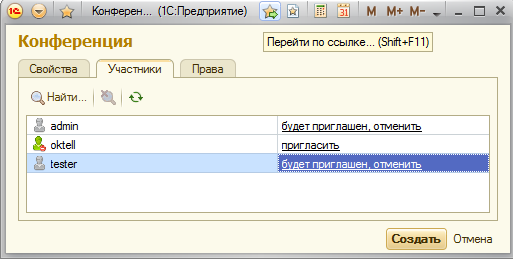 Конферен... (1С:Предприятие)
31
M M+ M-
Конференция
Перейти по ссылке... (Shift+F11)
Свойства Участники Права
Найти...
admin будет приглашен, отменить
oktell пригласить
tester будет приглашен, отменить
Создать Отмена